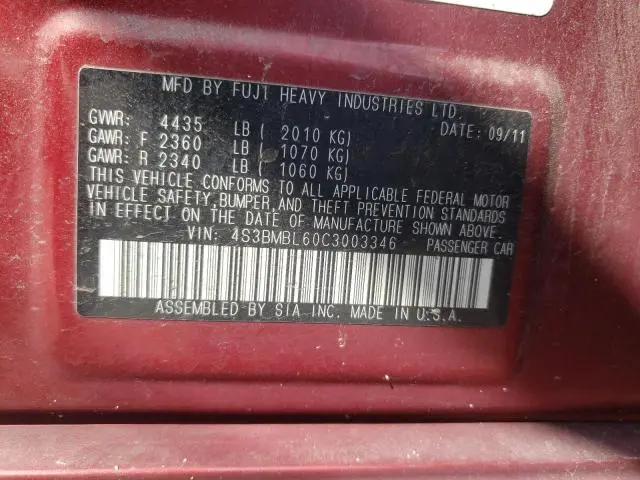 MFD BY FUJI HEAVY INDUSTRIES LTD.
GVWR: 4435 LB ( 2010 KG) DATE: 09/11
GAWR: F 2360 LB ( 1070 KG)
GAWR: R 2340 LB ( 1060 KG)
THIS VEHICLE CONFORMS TO ALL APPLICABLE FEDERAL MOTOR
VEHICLE SAFETY, BUMPER, AND THEFT PREVENTION STANDARDS
IN EFFECT ON THE DATE OF MANUFACTURE SHOWN ABOVE.
VIN: 4S3BMBL60C3003346 PASSENGER CAR
ASSEMBLED BY SIA INC. MADE IN U.S.A.